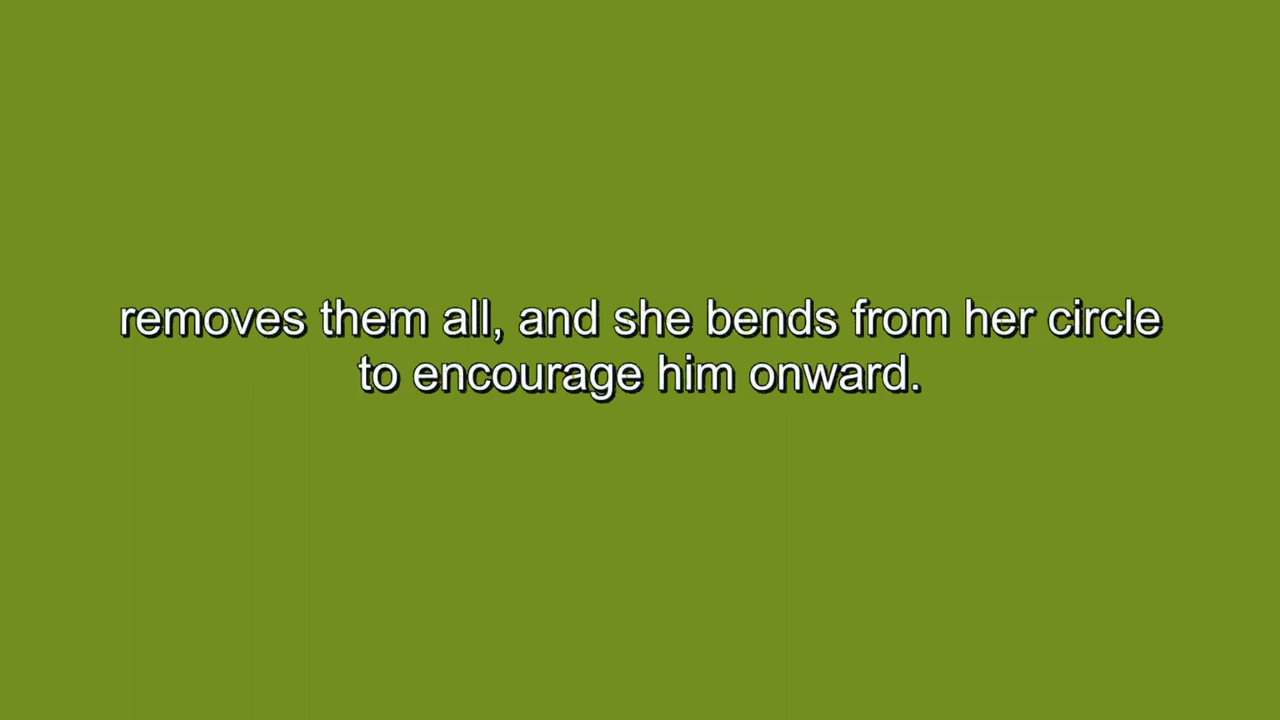 removes them all, and she bends from her circle
to encourage him onward.